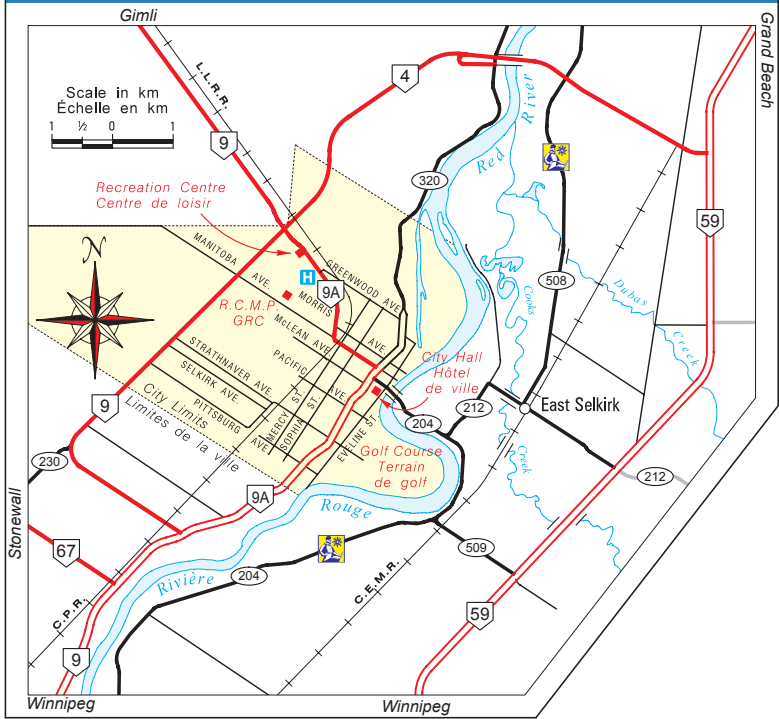 Gimli
Grand Beach
Scale in km
Échelle en km
1 ½ 0 1
L.L.R.R.
4
9
River
Red
320
59
Recreation Centre
Centre de loisir
N
MANITOBA AVE.
GREENWOOD AVE.
H
9A
MORRIS AVE.
R.C.M.P.
GRC
McLEAN AVE.
508
Dubas Creek
Cooks Creek
STRATHNAVER AVE.
PACIFIC AVE.
City Hall
Hôtel
de ville
SELKIRK AVE.
MERCY ST.
SOPHIA ST.
9
City Limits
Limites de la ville
PITTSBURG AVE.
EVELINE ST.
204
212
East Selkirk
230
Golf Course
Terrain
de golf
212
9A
Rouge
Stonewall
67
509
204
Rivière
C.E.M.R.
C.P.R.
59
9
Winnipeg
Winnipeg